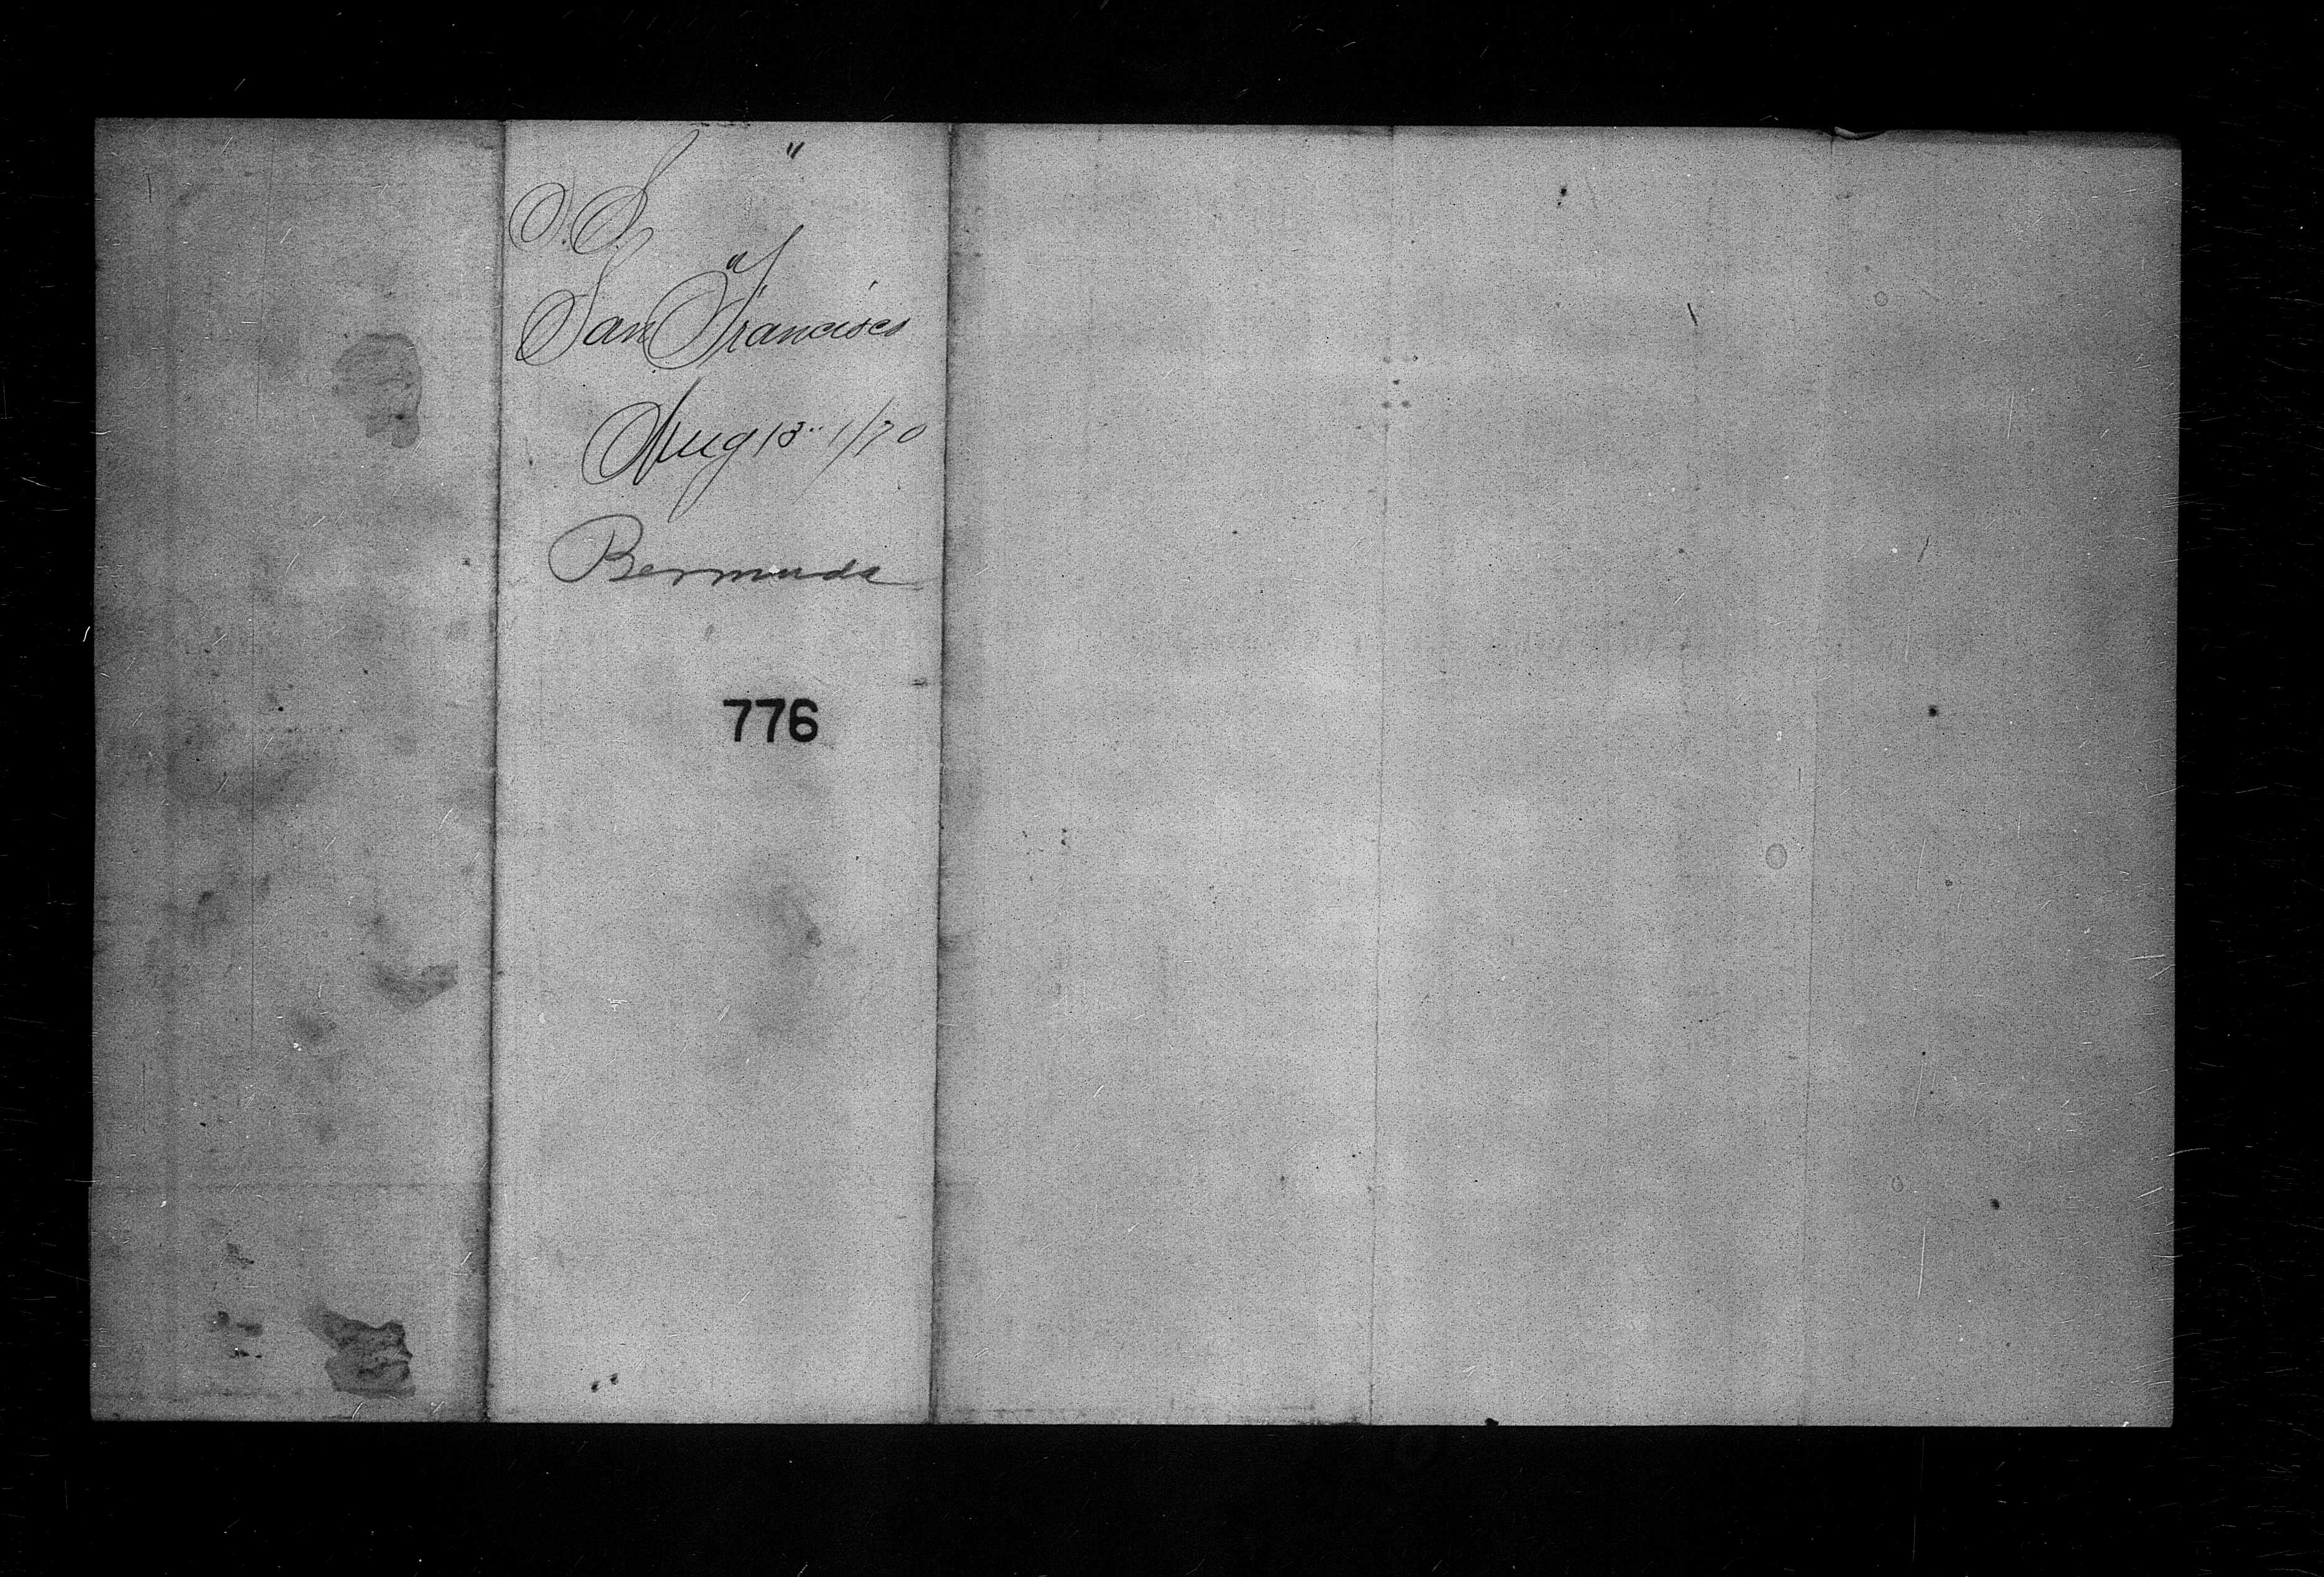 S. S. "
San Francisco "
Aug 13" 1/70
Bermuda
776